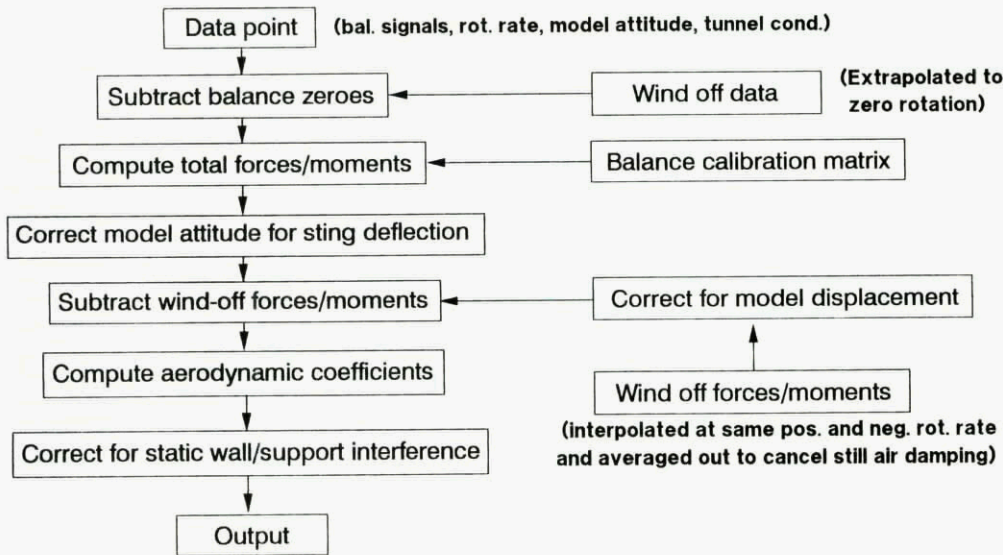 Data point
(bal. signals, rot. rate, model attitude, tunnel cond.)
Subtract balance zeroes
Wind off data
(Extrapolated to
zero rotation)
Compute total forces/moments
Balance calibration matrix
Correct model attitude for sting deflection
Subtract wind-off forces/moments
Correct for model displacement
Compute aerodynamic coefficients
Wind off forces/moments
(interpolated at same pos. and neg. rot. rate
and averaged out to cancel still air damping)
Correct for static wall/support interference
Output